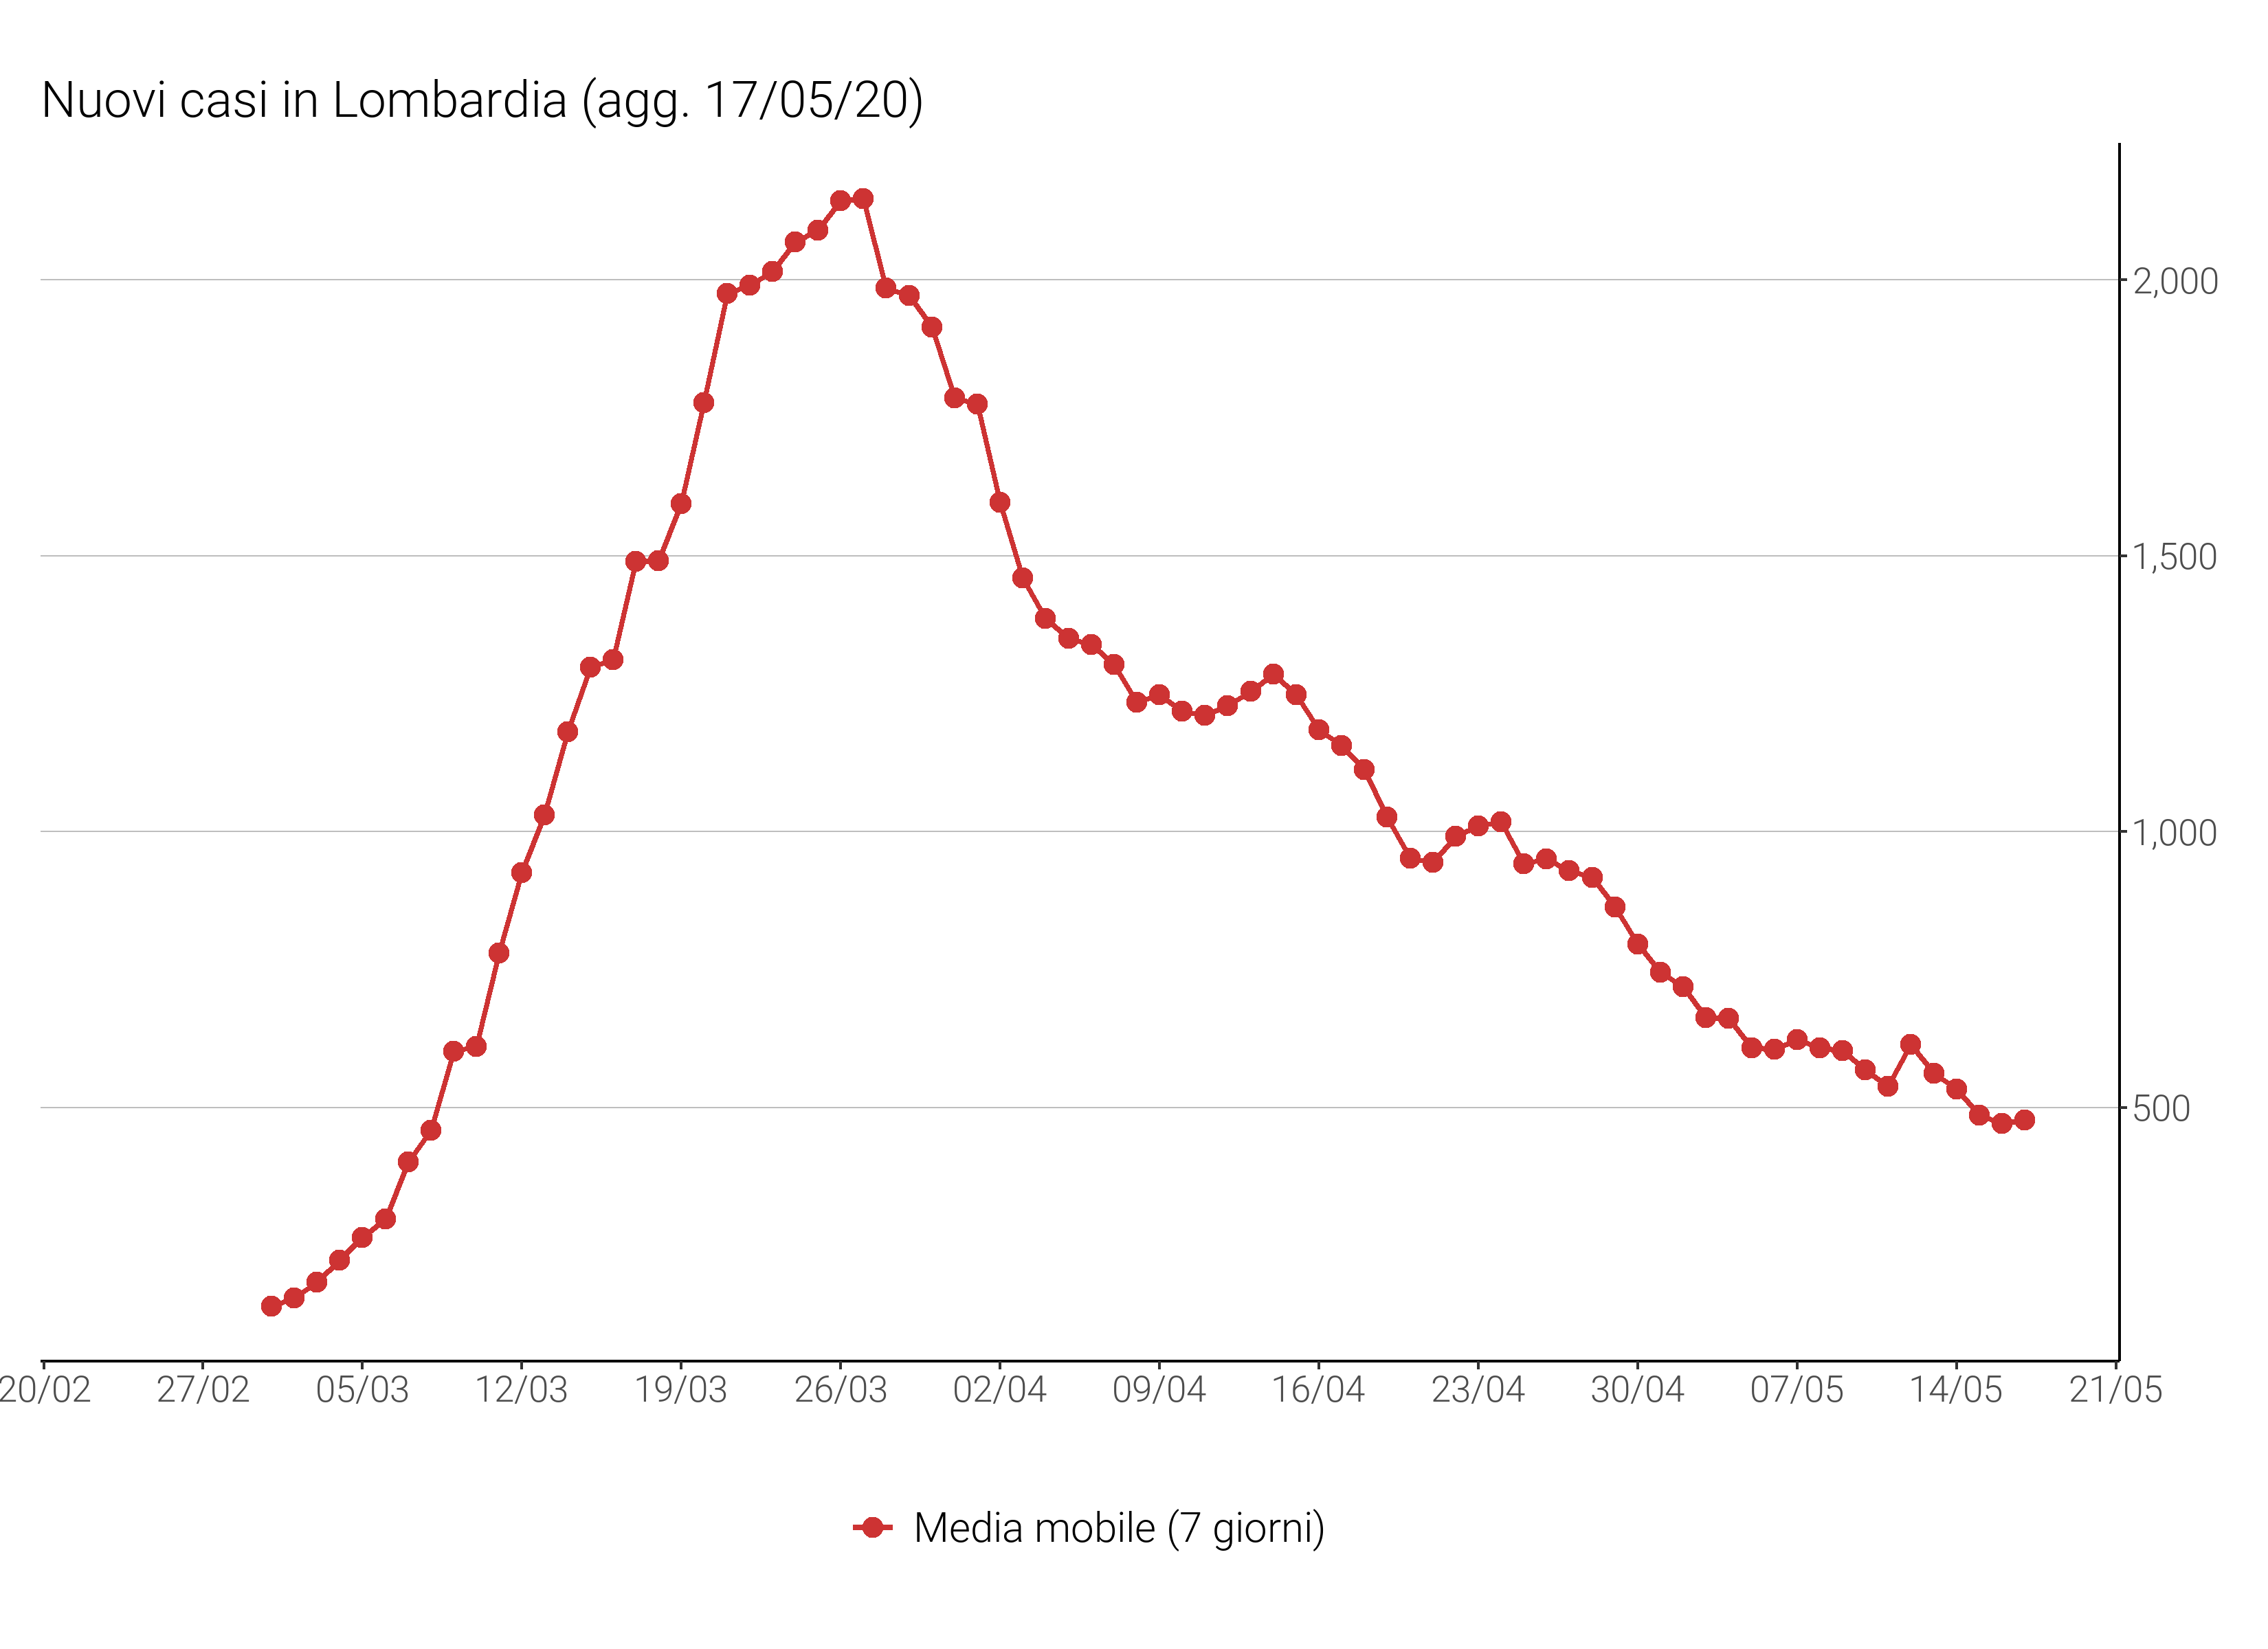 Nuovi casi in Lombardia (agg. 17/05/20)
2,000
1,500
1,000
500
20/02 27/02 05/03 12/03 19/03 26/03 02/04 09/04 16/04 23/04 30/04 07/05 14/05 21/05
Media mobile (7 giorni)